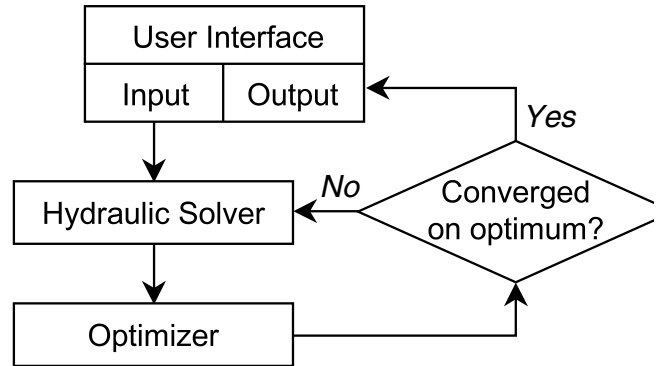 User Interface
Input
Output
Yes
No
Converged
on optimum?
Hydraulic Solver
Optimizer